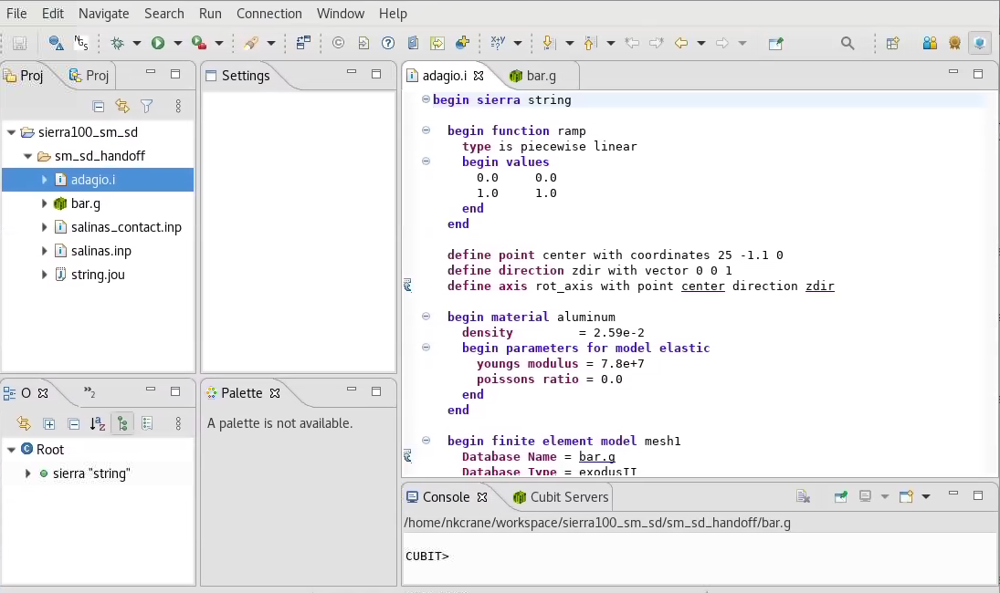 File Edit Navigate Search Run Connection Window Help
Proj Proj
sierra100_sm_sd
sm_sd_handoff
adagio.i
bar.g
salinas_contact.inp
salinas.inp
string.jou
Settings
adagio.i bar.g
begin sierra string
begin function ramp
type is piecewise linear
begin values
0.0 0.0
1.0 1.0
end
end
define point center with coordinates 25 -1.1 0
define direction zdir with vector 0 0 1
define axis rot_axis with point center direction zdir
begin material aluminum
density = 2.59e-2
begin parameters for model elastic
youngs modulus = 7.8e+7
poissons ratio = 0.0
end
end
begin finite element model mesh1
Database Name = bar.g
Database Type = exodusII
O »2
Root
sierra "string"
Palette
A palette is not available.
Console Cubit Servers
/home/nkcrane/workspace/sierra100_sm_sd/sm_sd_handoff/bar.g
CUBIT>